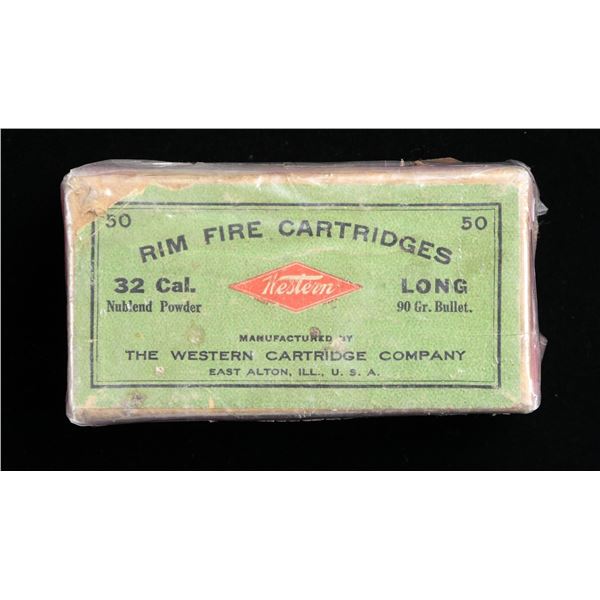 50 50
RIM FIRE CARTRIDGES
32 Cal. Western LONG
Nublend Powder 90 Gr. Bullet.
MANUFACTURED BY
THE WESTERN CARTRIDGE COMPANY
EAST ALTON, ILL., U. S. A.